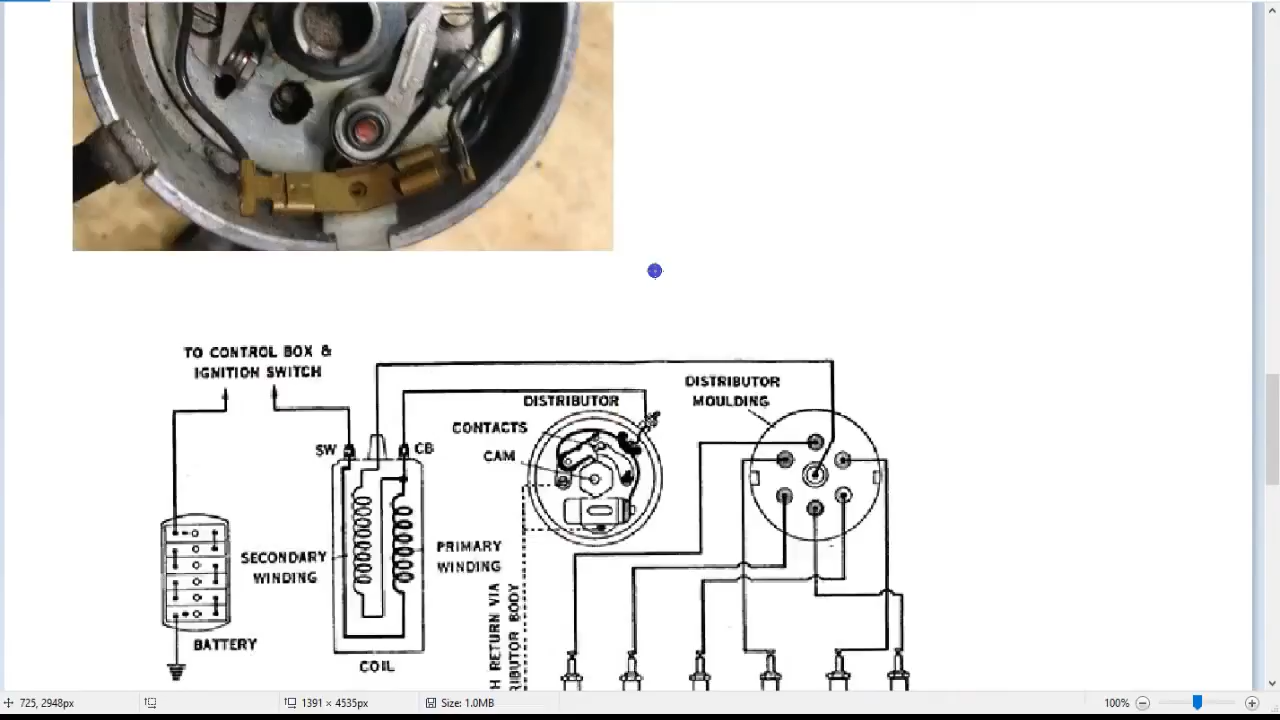 TO CONTROL BOX &
IGNITION SWITCH
DISTRIBUTOR
MOULDING
DISTRIBUTOR
CONTACTS
CAM
SW
CB
SECONDARY
WINDING
PRIMARY
WINDING
H RETURN VIA
RIBUTOR BODY
BATTERY
COIL
725, 2948px
1391 × 4535px
Size: 1.0MB
100%